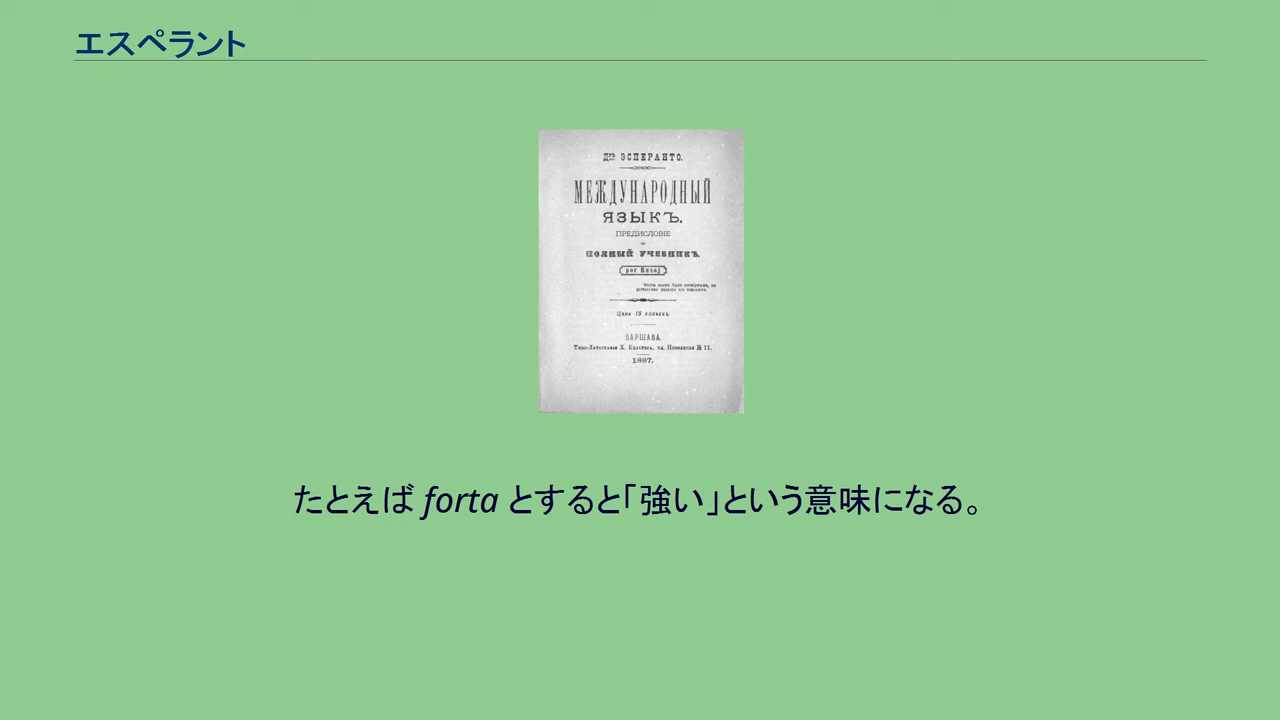 エスペラント
Дръ ЭСПЕРАНТО.
МЕЖДУНАРОДНЫЙ
ЯЗЫКЪ.
ПРЕДИСЛОВІЕ
И
ПОЛНЫЙ УЧЕБНИКЪ.
por Rusoj
Цѣна 15 копѣекъ.
ВАРШАВА.
Типо-Литографія Х. Кельтера, ул. Новолипье № 11.
1887.
たとえば forta とすると「強い」という意味になる。